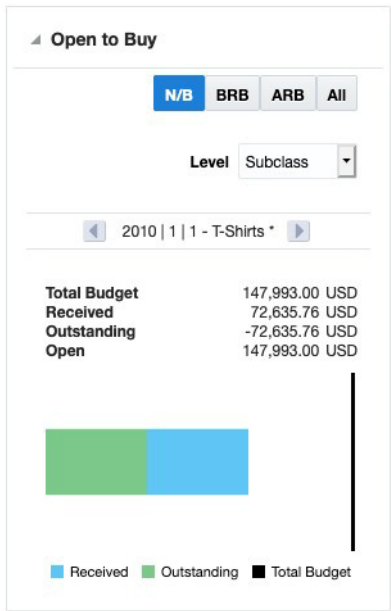 Open to Buy
N/B BRB ARB All
Level Subclass
2010 | 1 | 1 - T-Shirts *
Total Budget 147,993.00 USD
Received 72,635.76 USD
Outstanding -72,635.76 USD
Open 147,993.00 USD
Received Outstanding Total Budget